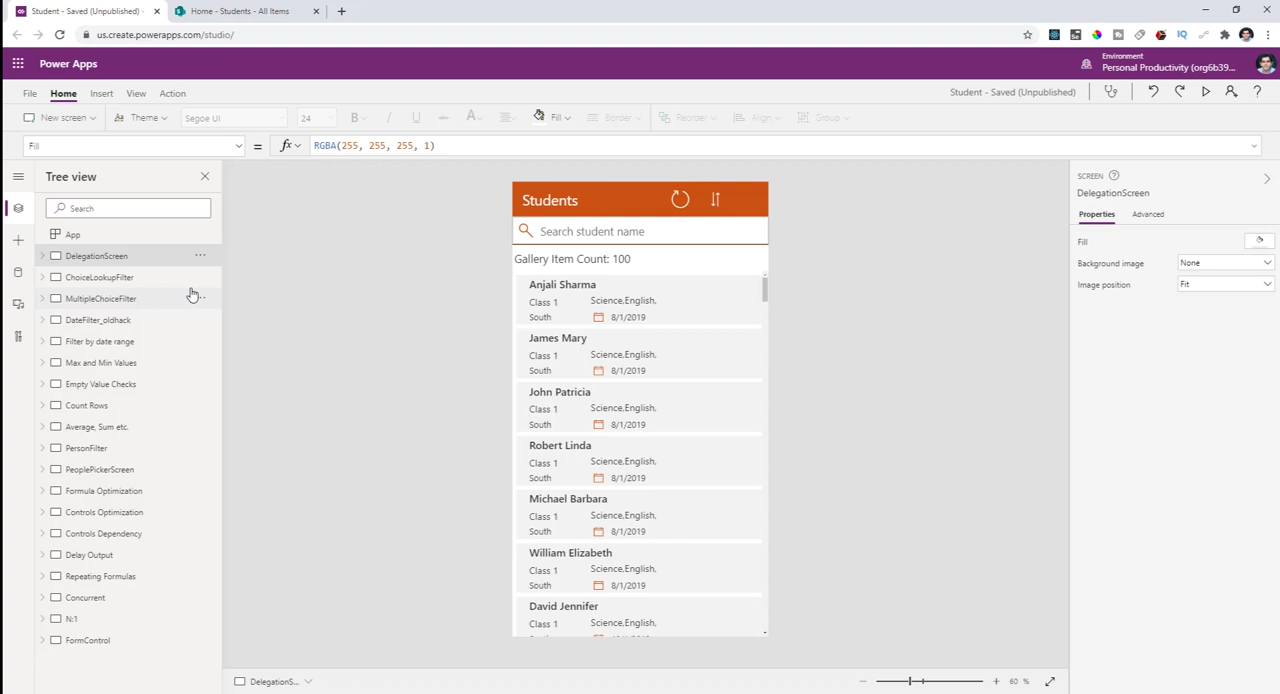 Student - Saved (Unpublished) -
Home - Students - All Items
us.create.powerapps.com/studio/
Power Apps
Environment
Personal Productivity (org6b39...
File Home Insert View Action
Student - Saved (Unpublished)
New screen
Theme
Segoe UI
24
B
Fill
Border
Reorder
Align
Group
Fill
=
fx
RGBA(255, 255, 255, 1)
Tree view
Search
App
DelegationScreen
ChoiceLookupFilter
MultipleChoiceFilter
DateFilter_oldhack
Filter by date range
Max and Min Values
Empty Value Checks
Count Rows
Average, Sum etc.
PersonFilter
PeoplePickerScreen
Formula Optimization
Controls Optimization
Controls Dependency
Delay Output
Repeating Formulas
Concurrent
N:1
FormControl
Students
Search student name
Gallery Item Count: 100
Anjali Sharma
Class 1 Science,English,
South 8/1/2019
James Mary
Class 1 Science,English,
South 8/1/2019
John Patricia
Class 1 Science,English,
South 8/1/2019
Robert Linda
Class 1 Science,English,
South 8/1/2019
Michael Barbara
Class 1 Science,English,
South 8/1/2019
William Elizabeth
Class 1 Science,English,
South 8/1/2019
David Jennifer
Class 1 Science,English,
South
SCREEN
DelegationScreen
Properties Advanced
Fill
Background image None
Image position Fit
DelegationS...
60 %